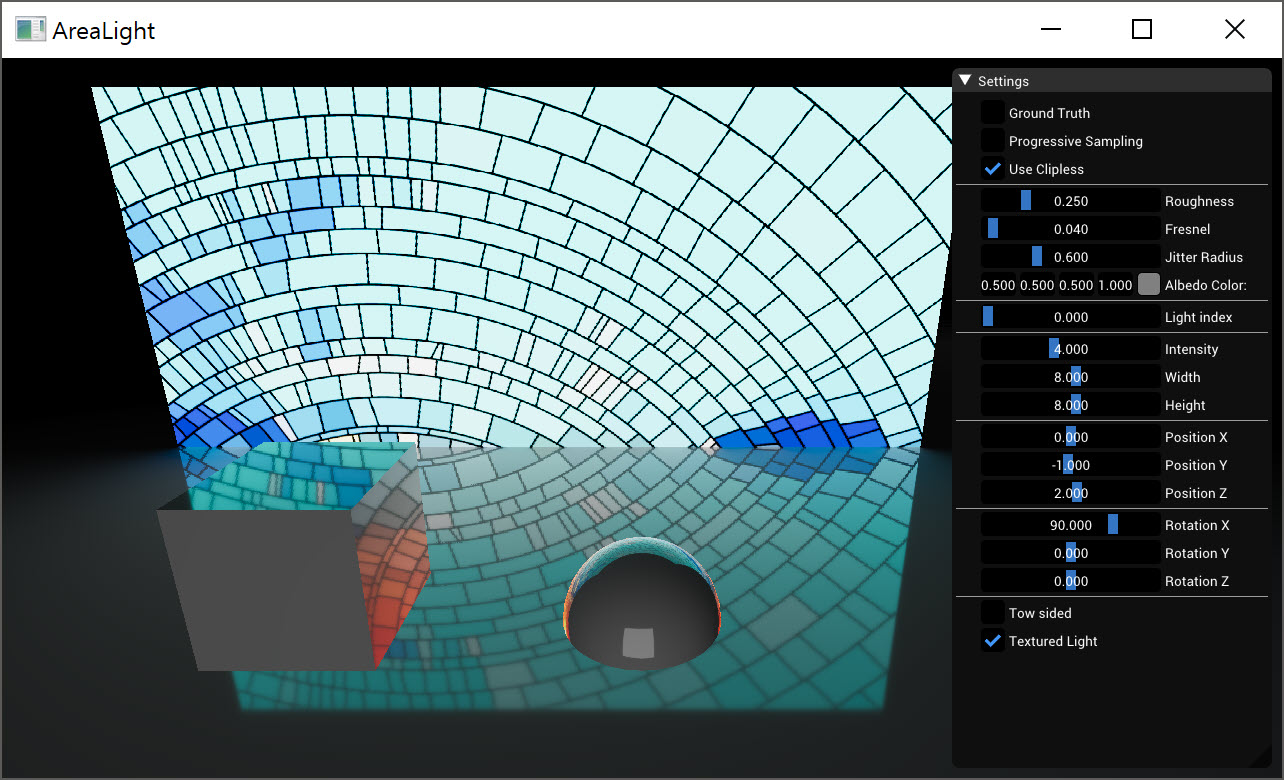 AreaLight
Settings
Ground Truth
Progressive Sampling
Use Clipless
0.250 Roughness
0.040 Fresnel
0.600 Jitter Radius
0.500 0.500 0.500 1.000 Albedo Color:
0.000 Light index
4.000 Intensity
8.000 Width
8.000 Height
0.000 Position X
-1.000 Position Y
2.000 Position Z
90.000 Rotation X
0.000 Rotation Y
0.000 Rotation Z
Tow sided
Textured Light